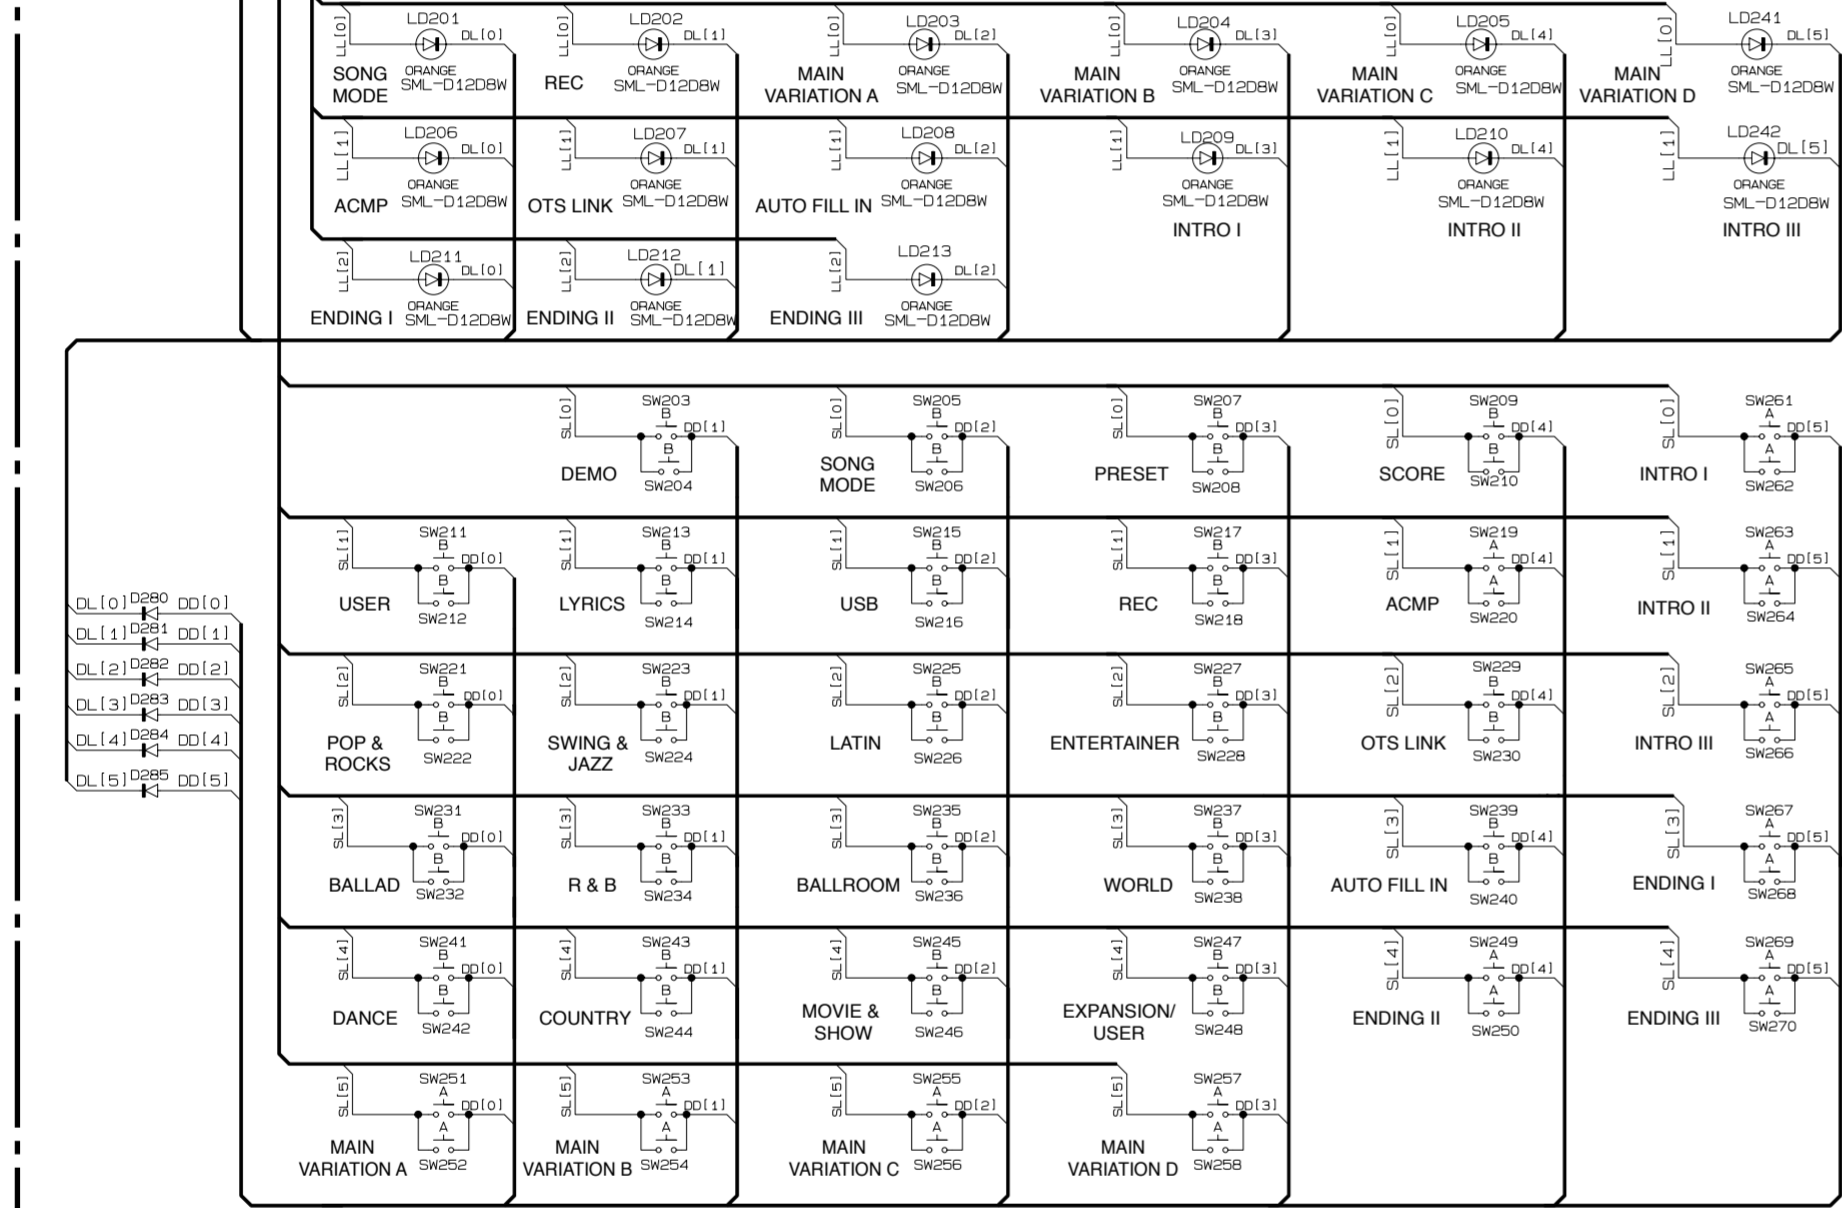 LL[0] LD201 DL[0] ORANGE SML-D12D8W SONG MODE
LL[0] LD202 DL[1] ORANGE SML-D12D8W REC
LL[0] LD203 DL[2] ORANGE SML-D12D8W MAIN VARIATION A
LL[0] LD204 DL[3] ORANGE SML-D12D8W MAIN VARIATION B
LL[0] LD205 DL[4] ORANGE SML-D12D8W MAIN VARIATION C
LL[0] LD241 DL[5] ORANGE SML-D12D8W MAIN VARIATION D
LL[1] LD206 DL[0] ORANGE SML-D12D8W ACMP
LL[1] LD207 DL[1] ORANGE SML-D12D8W OTS LINK
LL[1] LD208 DL[2] ORANGE SML-D12D8W AUTO FILL IN
LL[1] LD209 DL[3] ORANGE SML-D12D8W INTRO I
LL[1] LD210 DL[4] ORANGE SML-D12D8W INTRO II
LL[1] LD242 DL[5] ORANGE SML-D12D8W INTRO III
LL[2] LD211 DL[0] ORANGE SML-D12D8W ENDING I
LL[2] LD212 DL[1] ORANGE SML-D12D8W ENDING II
LL[2] LD213 DL[2] ORANGE SML-D12D8W ENDING III
SL[0] SW203 B DD[1] B SW204 DEMO
SL[0] SW205 B DD[2] B SW206 SONG MODE
SL[0] SW207 B DD[3] B SW208 PRESET
SL[0] SW209 B DD[4] B SW210 SCORE
SL[0] SW261 A DD[5] A SW262 INTRO I
SL[1] SW211 B DD[0] B SW212 USER
SL[1] SW213 B DD[1] B SW214 LYRICS
SL[1] SW215 B DD[2] B SW216 USB
SL[1] SW217 B DD[3] B SW218 REC
SL[1] SW219 A DD[4] A SW220 ACMP
SL[1] SW263 A DD[5] A SW264 INTRO II
DL[0] D280 DD[0]
DL[1] D281 DD[1]
DL[2] D282 DD[2]
DL[3] D283 DD[3]
DL[4] D284 DD[4]
DL[5] D285 DD[5]
SL[2] SW221 B DD[0] B SW222 POP & ROCKS
SL[2] SW223 B DD[1] B SW224 SWING & JAZZ
SL[2] SW225 B DD[2] B SW226 LATIN
SL[2] SW227 B DD[3] B SW228 ENTERTAINER
SL[2] SW229 B DD[4] B SW230 OTS LINK
SL[2] SW265 A DD[5] A SW266 INTRO III
SL[3] SW231 B DD[0] B SW232 BALLAD
SL[3] SW233 B DD[1] B SW234 R & B
SL[3] SW235 B DD[2] B SW236 BALLROOM
SL[3] SW237 B DD[3] B SW238 WORLD
SL[3] SW239 B DD[4] B SW240 AUTO FILL IN
SL[3] SW267 A DD[5] A SW268 ENDING I
SL[4] SW241 B DD[0] B SW242 DANCE
SL[4] SW243 B DD[1] B SW244 COUNTRY
SL[4] SW245 B DD[2] B SW246 MOVIE & SHOW
SL[4] SW247 B DD[3] B SW248 EXPANSION/ USER
SL[4] SW249 A DD[4] A SW250 ENDING II
SL[4] SW269 A DD[5] A SW270 ENDING III
SL[5] SW251 A DD[0] A SW252 MAIN VARIATION A
SL[5] SW253 A DD[1] A SW254 MAIN VARIATION B
SL[5] SW255 A DD[2] A SW256 MAIN VARIATION C
SL[5] SW257 A DD[3] A SW258 MAIN VARIATION D